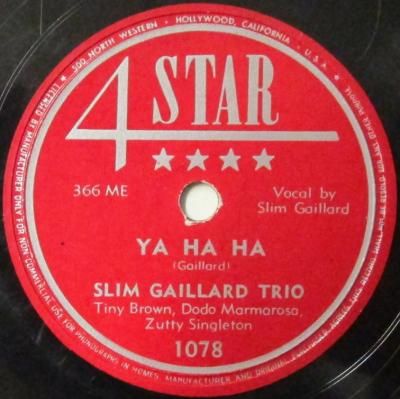 500 NORTH WESTERN • HOLLYWOOD, CALIFORNIA • U.S.A.
4 STAR
366 ME
Vocal by
Slim Gaillard
YA HA HA
(Gaillard)
SLIM GAILLARD TRIO
Tiny Brown, Dodo Marmarosa,
Zutty Singleton
1078
LICENSED BY MANUFACTURER ONLY FOR NON-COMMERCIAL USE FOR PHONOGRAPHS IN HOMES. MANUFACTURER AND ORIGINAL